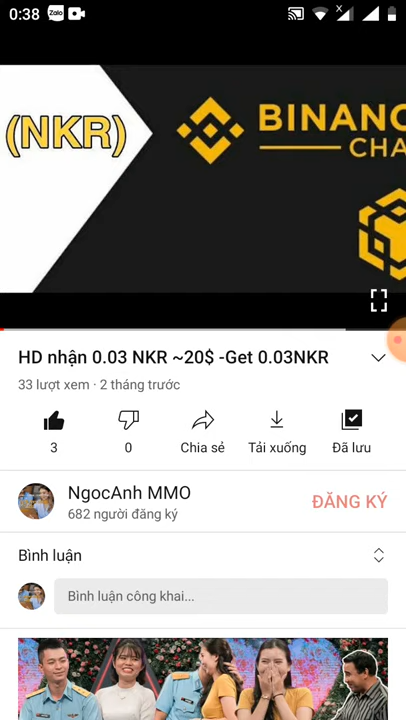 0:38
Zalo
x
(NKR)
BINANC
CHA
HD nhận 0.03 NKR ~20$ -Get 0.03NKR
33 lượt xem · 2 tháng trước
3
0
Chia sẻ
Tải xuống
Đã lưu
NgocAnh MMO
682 người đăng ký
ĐĂNG KÝ
Bình luận
Bình luận công khai...